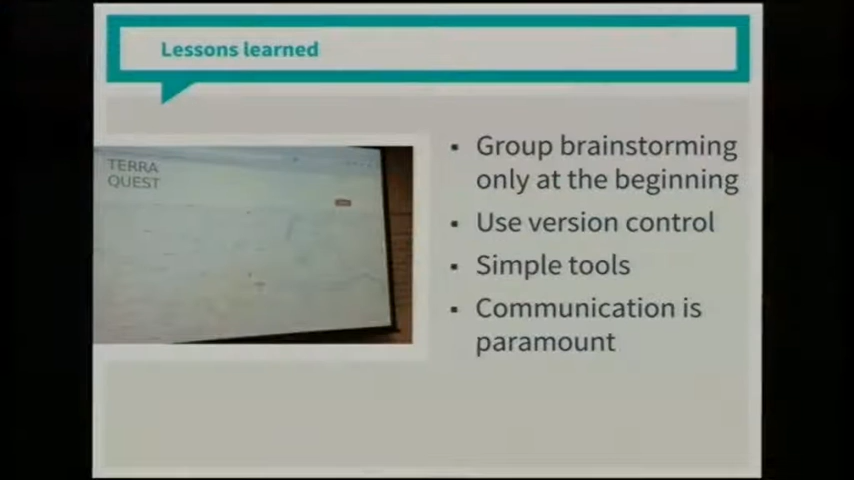 Lessons learned
TERRA
QUEST
▪ Group brainstorming
only at the beginning
▪ Use version control
▪ Simple tools
▪ Communication is
paramount